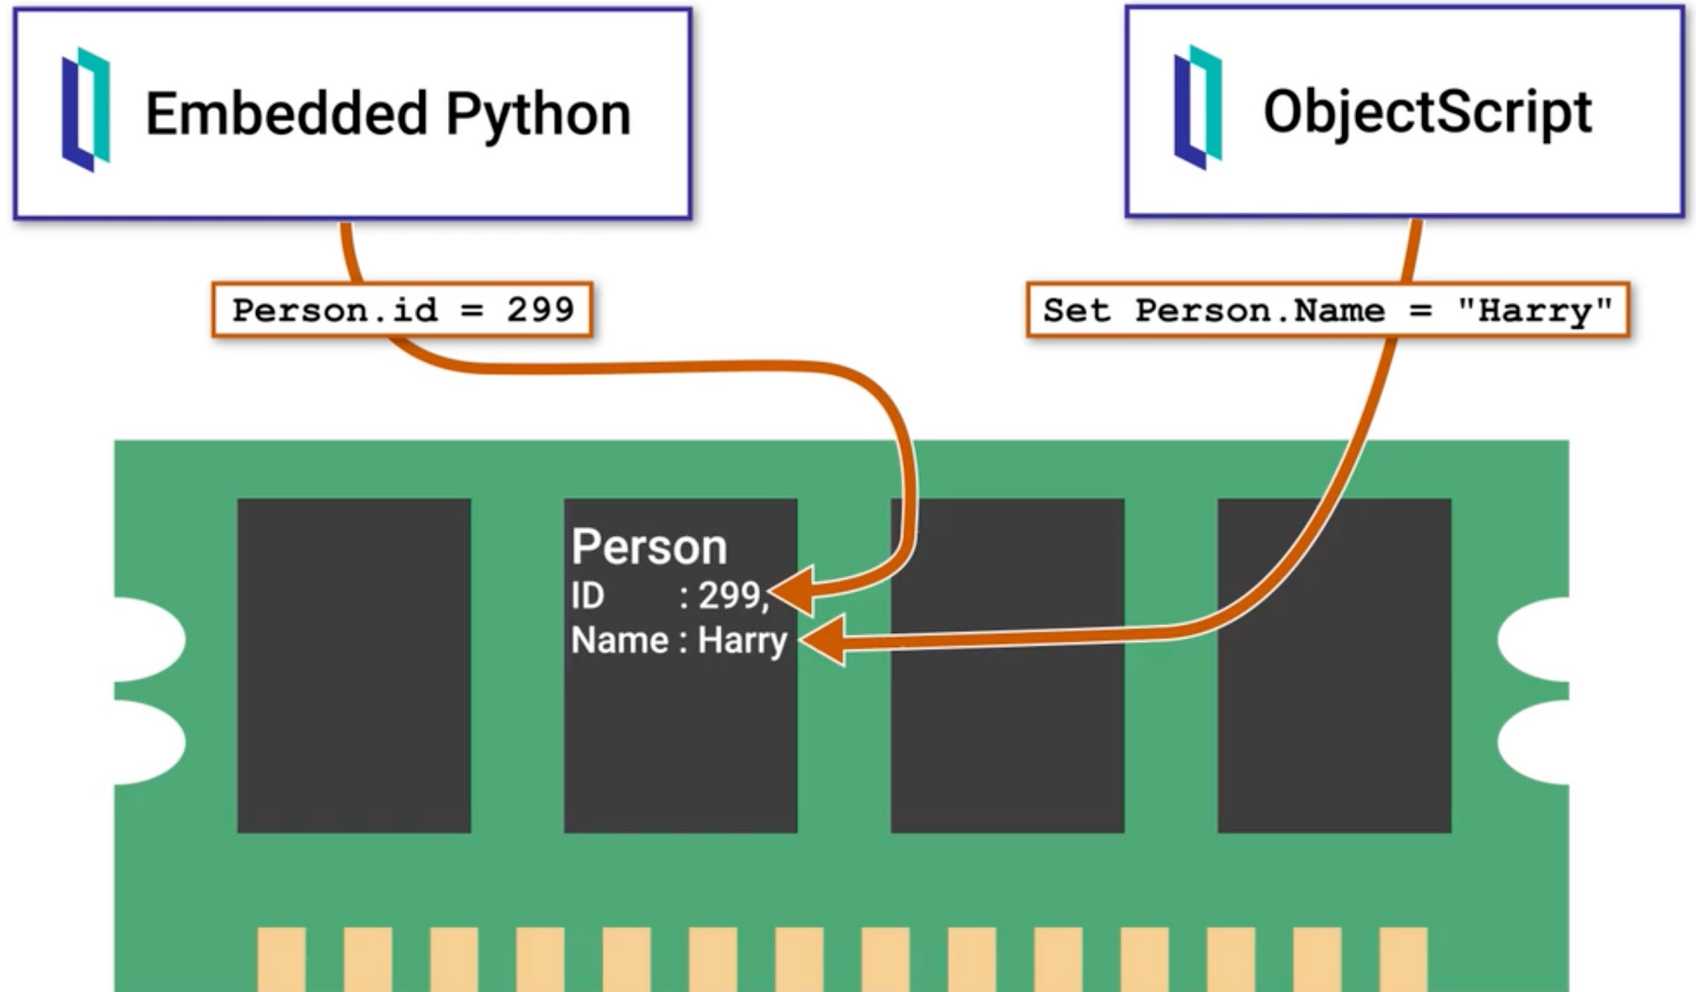 Embedded Python
ObjectScript
Person.id = 299
Set Person.Name = "Harry"
Person
ID : 299,
Name : Harry